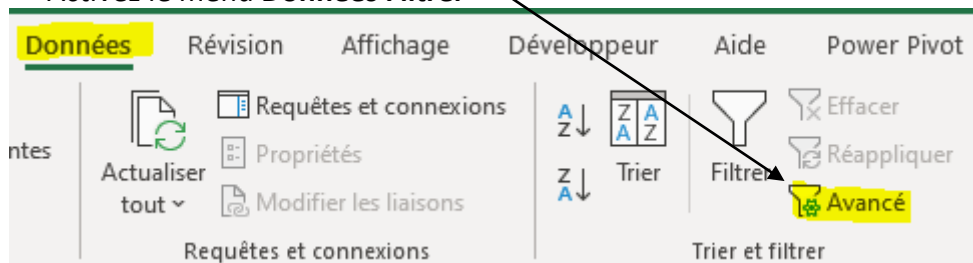 Données Révision Affichage Développeur Aide Power Pivot
ntes
Actualiser tout
Requêtes et connexions
Propriétés
Modifier les liaisons
Requêtes et connexions
Trier
Filtrer
Effacer
Réappliquer
Avancé
Trier et filtrer